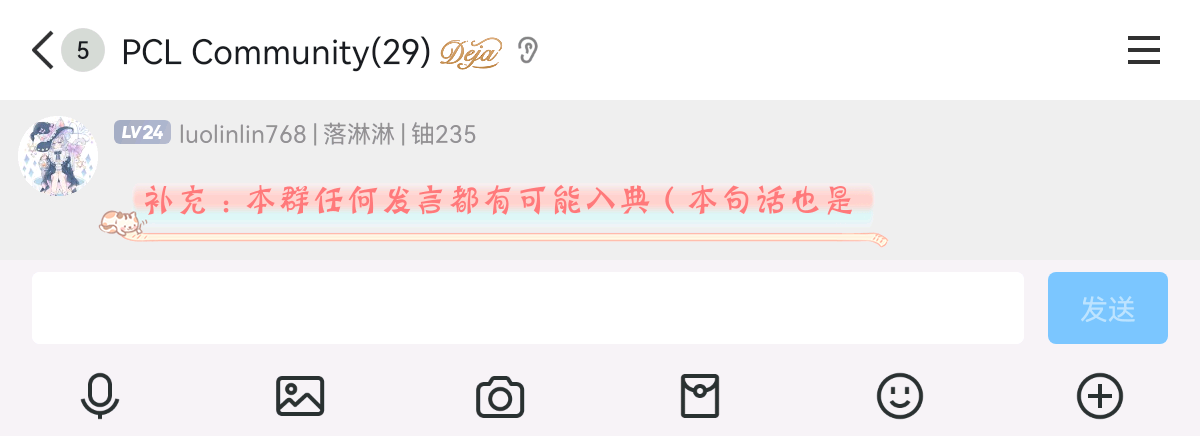 5 PCL Community(29) Deja
LV24 luolinlin768 | 落淋淋 | 铀235
补充：本群任何发言都有可能入典（本句话也是
发送